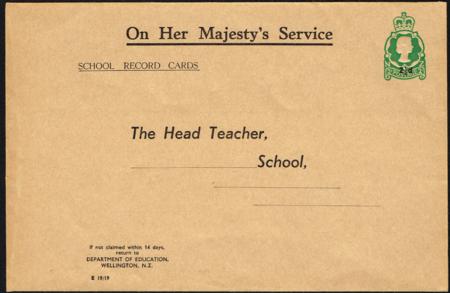 On Her Majesty's Service
SCHOOL RECORD CARDS
The Head Teacher,
School,
If not claimed within 14 days,
return to
DEPARTMENT OF EDUCATION,
WELLINGTON, N.Z.
E 19/19